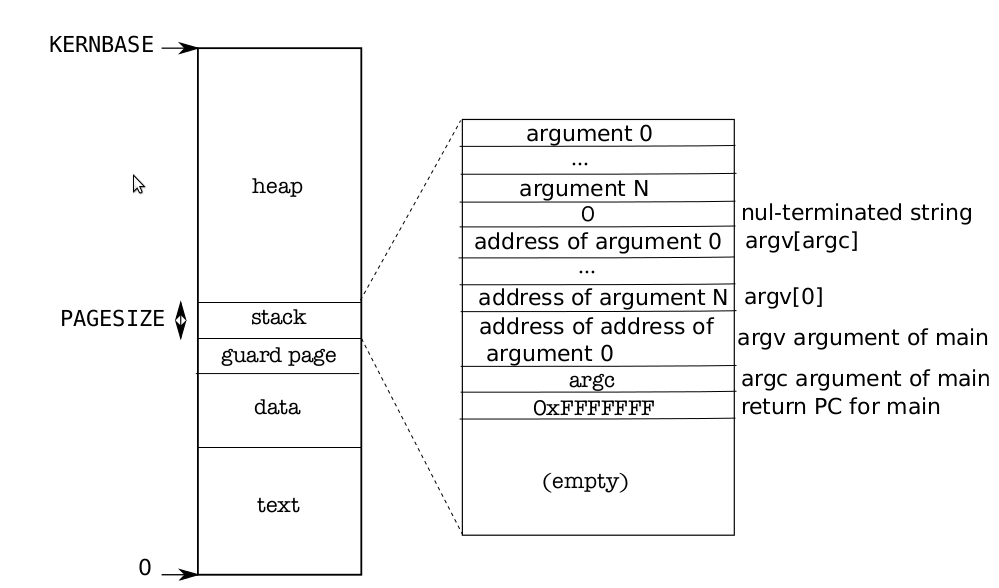 KERNBASE
heap
PAGESIZE
stack
guard page
data
text
0
argument 0
...
argument N
0
nul-terminated string
address of argument 0
argv[argc]
...
address of argument N
argv[0]
address of address of
argument 0
argv argument of main
argc
argc argument of main
0xFFFFFFF
return PC for main
(empty)